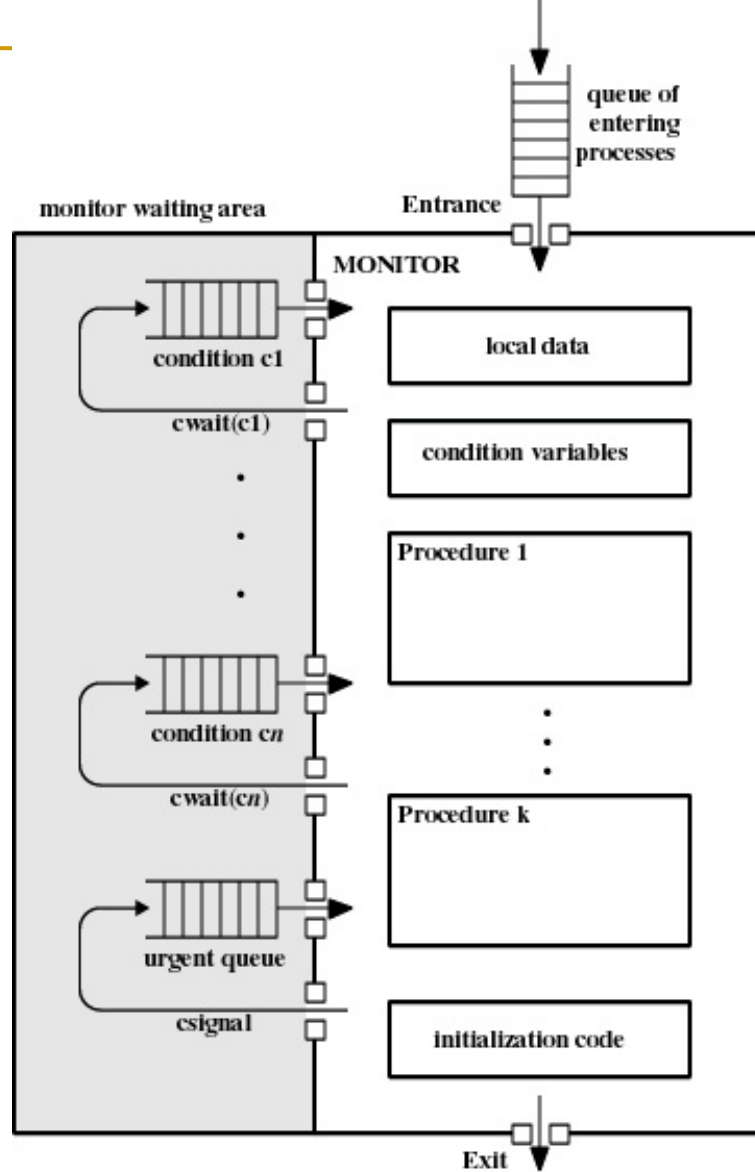 queue of
entering
processes
Entrance
monitor waiting area
MONITOR
condition c1
local data
cwait(c1)
condition variables
Procedure 1
condition cn
cwait(cn)
Procedure k
urgent queue
csignal
initialization code
Exit